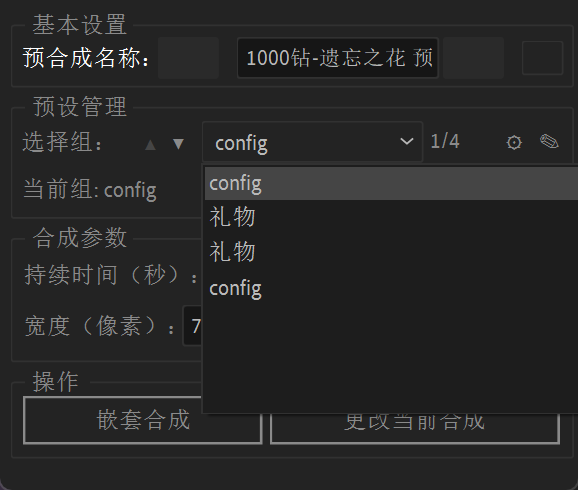 基本设置
预合成名称： 1000钻-遗忘之花 预
预设管理
选择组： ▲ ▼ config 1/4
当前组: config
config
礼物
礼物
config
合成参数
持续时间（秒）：
宽度（像素）： 7
操作
嵌套合成 更改当前合成